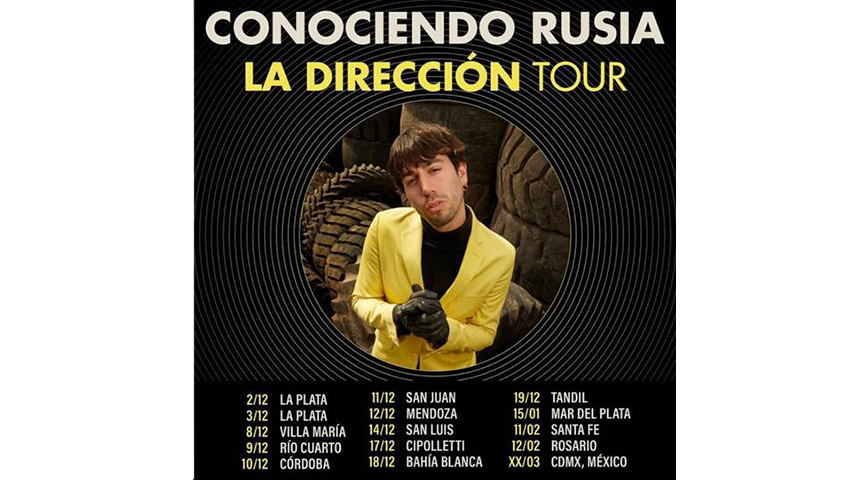 CONOCIENDO RUSIA
LA DIRECCIÓN TOUR
2/12 LA PLATA
3/12 LA PLATA
8/12 VILLA MARÍA
9/12 RÍO CUARTO
10/12 CÓRDOBA
11/12 SAN JUAN
12/12 MENDOZA
14/12 SAN LUIS
17/12 CIPOLLETTI
18/12 BAHÍA BLANCA
19/12 TANDIL
15/01 MAR DEL PLATA
11/02 SANTA FE
12/02 ROSARIO
XX/03 CDMX, MÉXICO